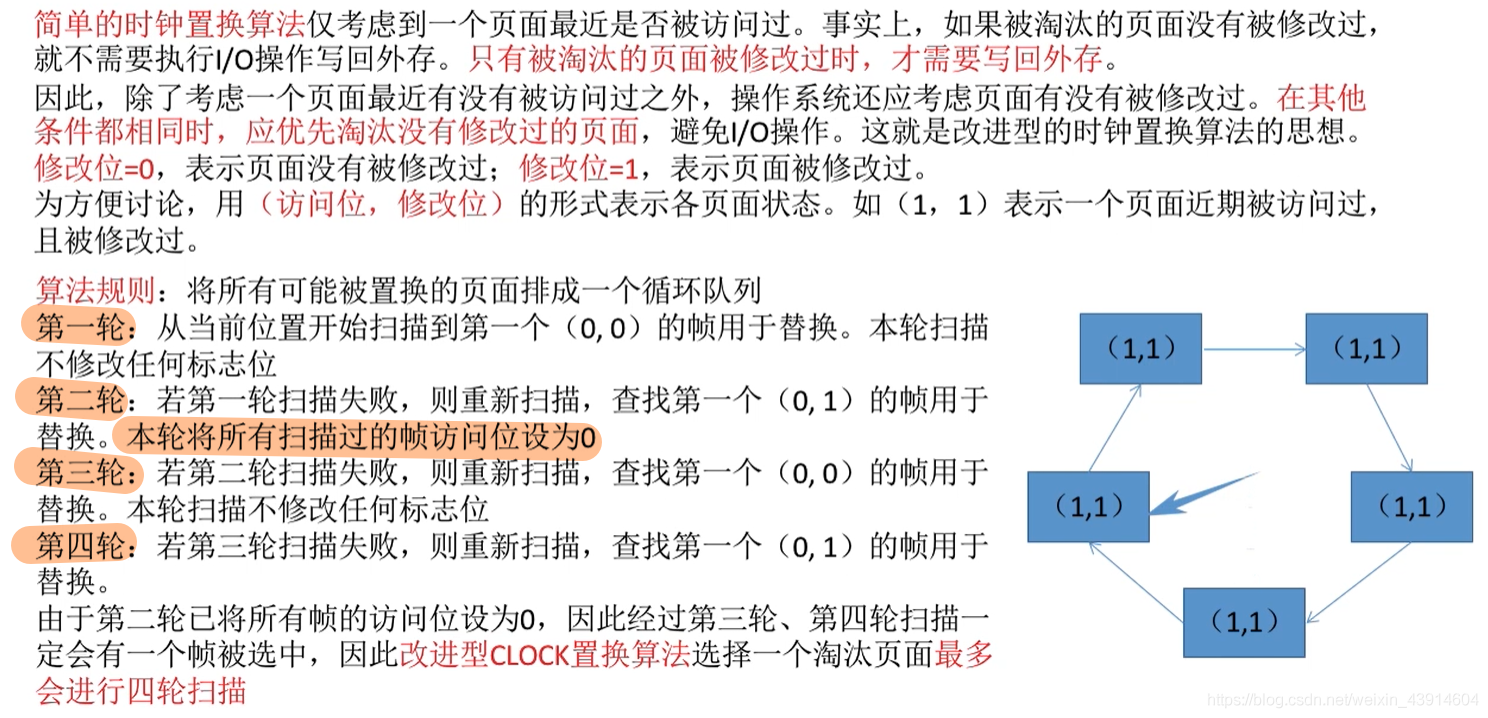 简单的时钟置换算法仅考虑到一个页面最近是否被访问过。事实上，如果被淘汰的页面没有被修改过，
就不需要执行I/O操作写回外存。只有被淘汰的页面被修改过时，才需要写回外存。
因此，除了考虑一个页面最近有没有被访问过之外，操作系统还应考虑页面有没有被修改过。在其他
条件都相同时，应优先淘汰没有修改过的页面，避免I/O操作。这就是改进型的时钟置换算法的思想。
修改位=0，表示页面没有被修改过；修改位=1，表示页面被修改过。
为方便讨论，用（访问位，修改位）的形式表示各页面状态。如（1，1）表示一个页面近期被访问过，
且被修改过。
算法规则：将所有可能被置换的页面排成一个循环队列
第一轮：从当前位置开始扫描到第一个（0, 0）的帧用于替换。本轮扫描
不修改任何标志位
第二轮：若第一轮扫描失败，则重新扫描，查找第一个（0, 1）的帧用于
替换。本轮将所有扫描过的帧访问位设为0
第三轮：若第二轮扫描失败，则重新扫描，查找第一个（0, 0）的帧用于
替换。本轮扫描不修改任何标志位
第四轮：若第三轮扫描失败，则重新扫描，查找第一个（0, 1）的帧用于
替换。
由于第二轮已将所有帧的访问位设为0，因此经过第三轮、第四轮扫描一
定会有一个帧被选中，因此改进型CLOCK置换算法选择一个淘汰页面最多
会进行四轮扫描
（1,1）
（1,1）
（1,1）
（1,1）
（1,1）
https://blog.csdn.net/weixin_43914604